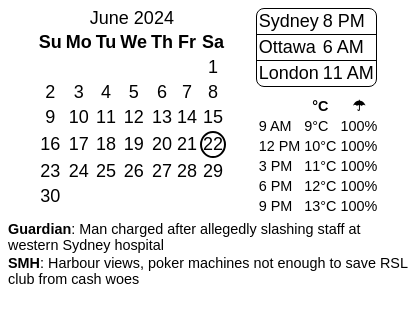 June 2024
Su Mo Tu We Th Fr Sa
1
2 3 4 5 6 7 8
9 10 11 12 13 14 15
16 17 18 19 20 21 22
23 24 25 26 27 28 29
30
Sydney 8 PM
Ottawa 6 AM
London 11 AM
°C ☂
9 AM 9°C 100%
12 PM 10°C 100%
3 PM 11°C 100%
6 PM 12°C 100%
9 PM 13°C 100%
Guardian: Man charged after allegedly slashing staff at
western Sydney hospital
SMH: Harbour views, poker machines not enough to save RSL
club from cash woes